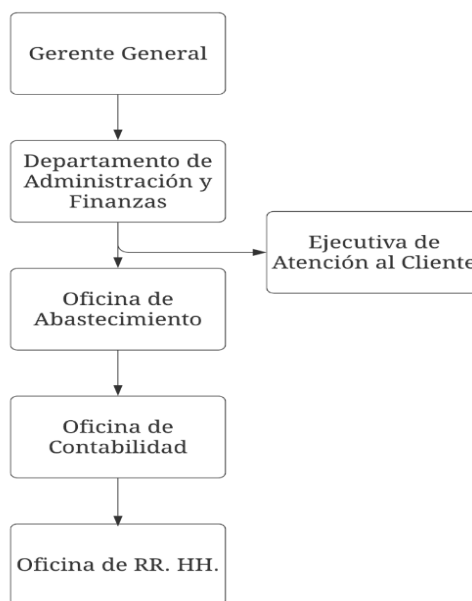 Gerente General
Departamento de
Administración y
Finanzas
Ejecutiva de
Atención al Cliente
Oficina de
Abastecimiento
Oficina de
Contabilidad
Oficina de RR. HH.